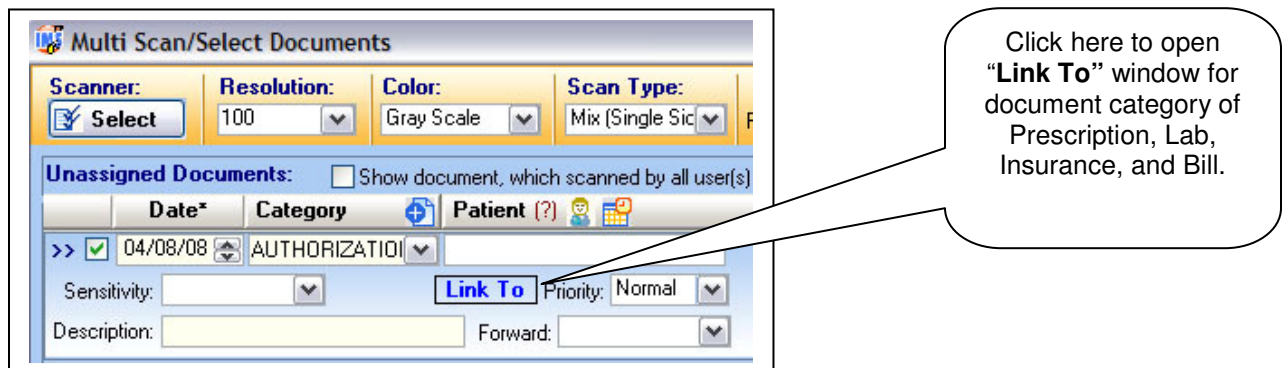 Multi Scan/Select Documents
Scanner: Resolution: Color: Scan Type:
Select 100 Gray Scale Mix (Single Sic
Unassigned Documents: Show document, which scanned by all user(s)
Date* Category Patient (?)
>> 04/08/08 AUTHORIZATIOI
Sensitivity: Link To Priority: Normal
Description: Forward:
Click here to open
“Link To” window for
document category of
Prescription, Lab,
Insurance, and Bill.